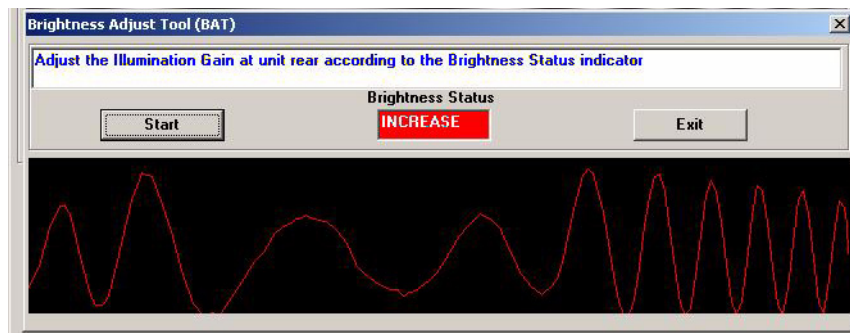 Brightness Adjust Tool (BAT)
Adjust the Illumination Gain at unit rear according to the Brightness Status indicator
Brightness Status
Start
INCREASE
Exit